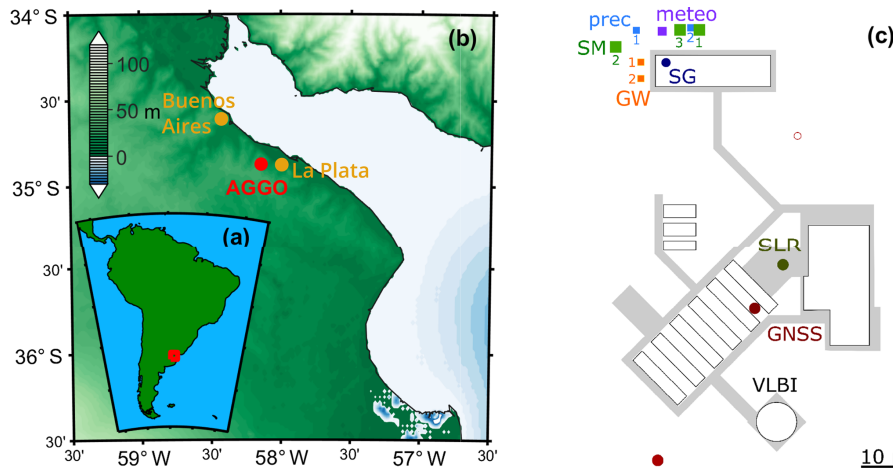 34° S
30'
35° S
30'
36° S
30'
30'
59° W
30'
58° W
30'
57° W
30'
100
50 m
0
(b)
Buenos
Aires
La Plata
AGGO
(a)
(c)
prec
1
meteo
3
2
1
SM
2
1
2
GW
SG
SLR
GNSS
VLBI
10